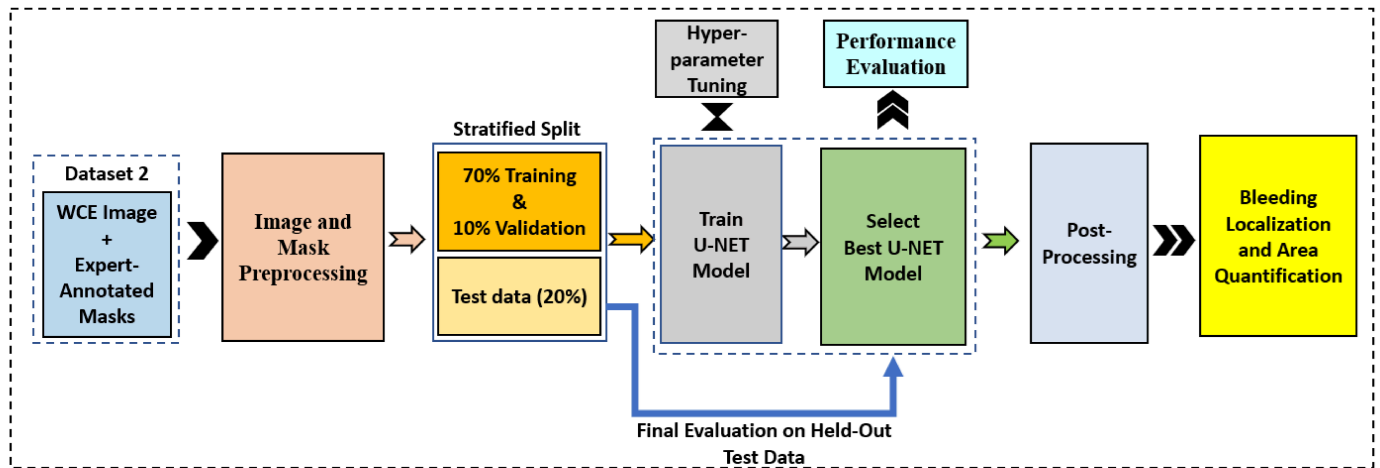 Dataset 2
WCE Image
+
Expert-
Annotated
Masks
Image and
Mask
Preprocessing
Stratified Split
70% Training
&
10% Validation
Test data (20%)
Hyper-
parameter
Tuning
Train
U-NET
Model
Performance
Evaluation
Select
Best U-NET
Model
Post-
Processing
Bleeding
Localization
and Area
Quantification
Final Evaluation on Held-Out
Test Data